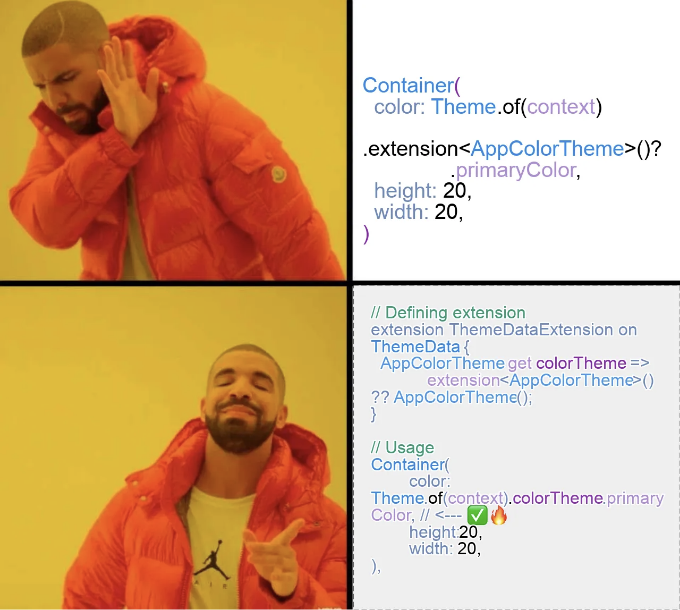 Container(
color: Theme.of(context)
.extension<AppColorTheme>()?
.primaryColor,
height: 20,
width: 20,
)
// Defining extension
extension ThemeDataExtension on
ThemeData {
AppColorTheme get colorTheme =>
extension<AppColorTheme>()
?? AppColorTheme();
}
// Usage
Container(
color:
Theme.of(context).colorTheme.primary
Color, // <--- ✅🔥
height:20,
width: 20,
),